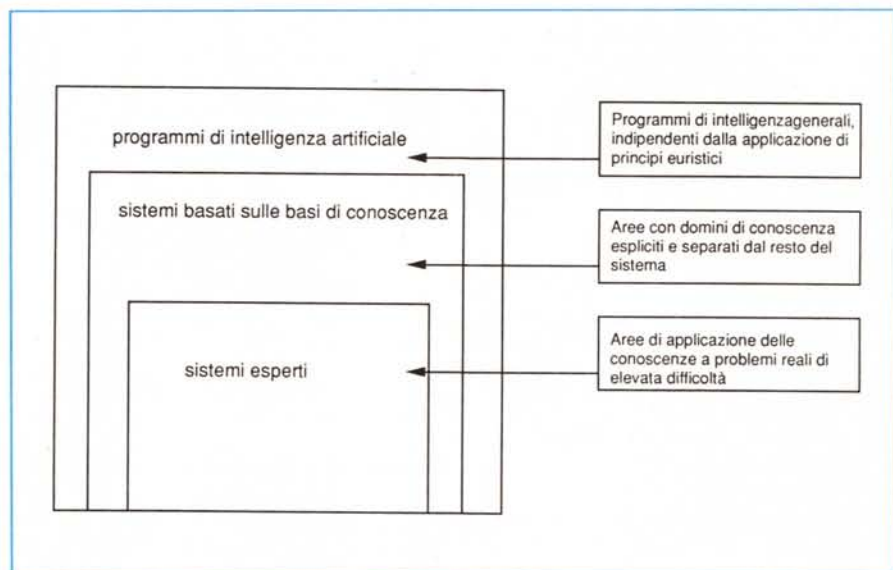 programmi di intelligenza artificiale
sistemi basati sulle basi di conoscenza
sistemi esperti
Programmi di intelligenzagenerali,
indipendenti dalla applicazione di
principi euristici
Aree con domini di conoscenza
espliciti e separati dal resto del
sistema
Aree di applicazione delle
conoscenze a problemi reali di
elevata difficoltà